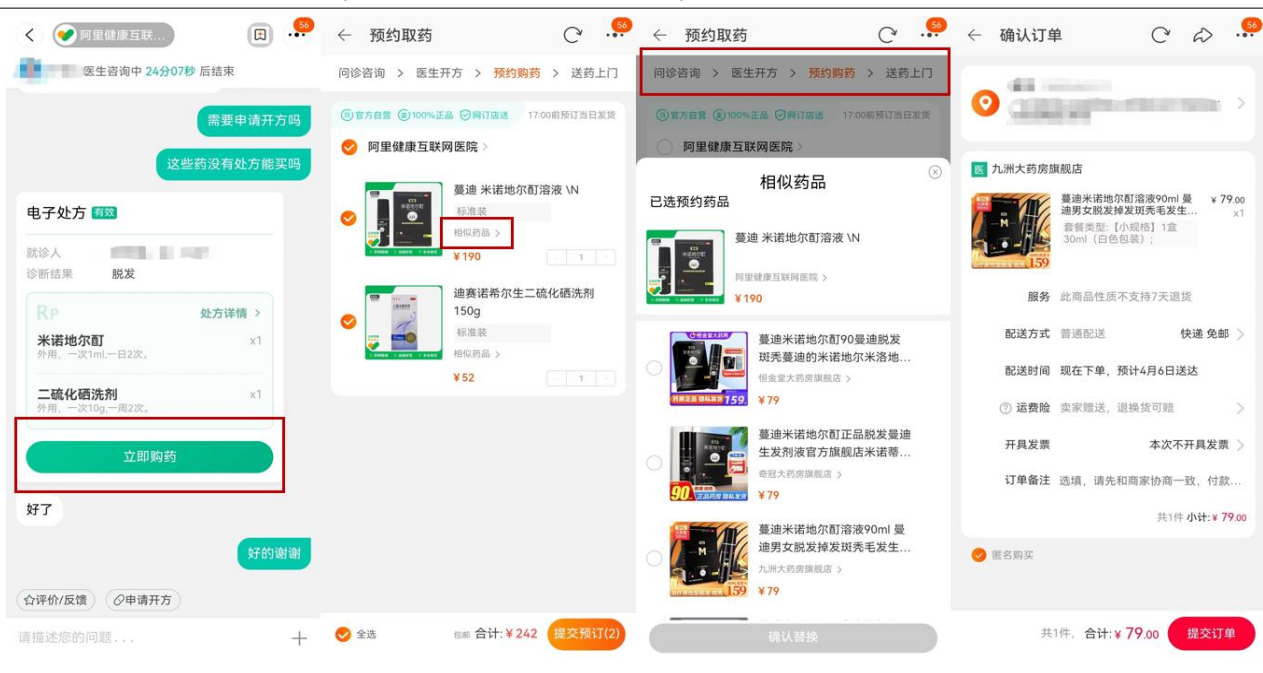 阿里健康互联...
56
医生咨询中 24分07秒 后结束
需要申请开方吗
这些药没有处方能买吗
电子处方 有效
就诊人
诊断结果 脱发
RP 处方详情 >
米诺地尔酊 x1
外用，一次1ml,一日2次。
二硫化硒洗剂 x1
外用，一次10g,一周2次。
立即购药
好了
好的谢谢
评价/反馈 申请开方
请描述您的问题... +
预约取药
56
问诊咨询 > 医生开方 > 预约购药 > 送药上门
官方自营 100%正品 网订店送 17:00前预订当日发货
阿里健康互联网医院 >
蔓迪 米诺地尔酊溶液 \N
标准装
相似药品 >
¥190 - 1 +
迪赛诺希尔生二硫化硒洗剂
150g
标准装
相似药品 >
¥52 - 1 +
全选 包邮 合计:¥242 提交预订(2)
预约取药
56
问诊咨询 > 医生开方 > 预约购药 > 送药上门
官方自营 100%正品 网订店送 17:00前预订当日发货
阿里健康互联网医院 >
相似药品
已选预约药品
蔓迪 米诺地尔酊溶液 \N
阿里健康互联网医院 >
¥190
蔓迪米诺地尔酊90曼迪脱发
斑秃蔓迪的米诺地尔米洛地...
恒金堂大药房旗舰店 >
159.
¥79
蔓迪米诺地尔酊正品脱发曼迪
生发剂液官方旗舰店米诺蒂...
奇冠大药房旗舰店 >
90.
¥79
蔓迪米诺地尔酊溶液90ml 曼
迪男女脱发掉发斑秃毛发生...
九洲大药房旗舰店 >
159
¥79
确认替换
确认订单
56
医 九洲大药房旗舰店
蔓迪米诺地尔酊溶液90ml 曼 ¥79.00
迪男女脱发掉发斑秃毛发生... x1
套餐类型:【小规格】1盒
30ml（白色包装）;
159
服务 此商品性质不支持7天退货
配送方式 普通配送 快递 免邮 >
配送时间 现在下单，预计4月6日送达
运费险 卖家赠送，退换货可赔 >
开具发票 本次不开具发票 >
订单备注 选填，请先和商家协商一致，付款...
共1件 小计:¥79.00
匿名购买
共1件，合计:¥79.00 提交订单